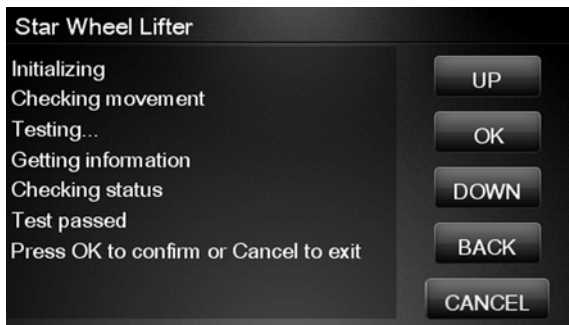 Star Wheel Lifter
Initializing
Checking movement
Testing...
Getting information
Checking status
Test passed
Press OK to confirm or Cancel to exit
UP
OK
DOWN
BACK
CANCEL